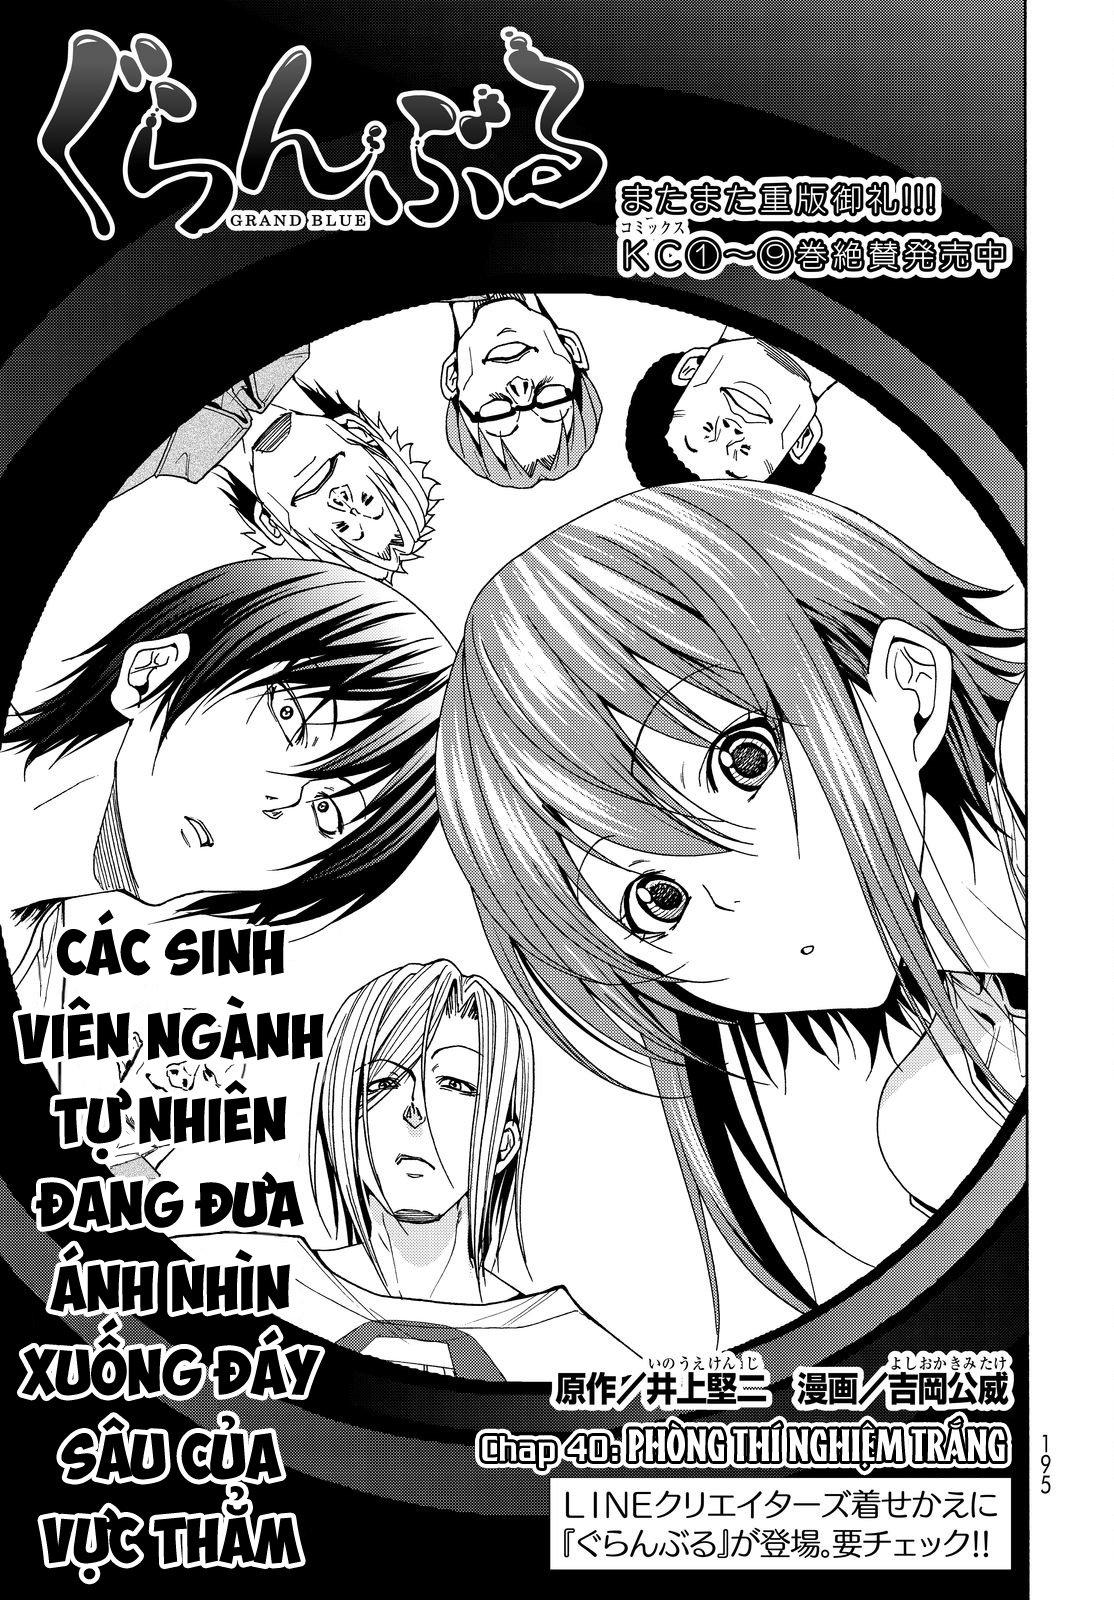 ぐらんぶる
GRAND BLUE
またまた重版御礼!!!
コミックス
KC①～⑨巻絶賛発売中
CÁC SINH
VIÊN NGÀNH
TỰ NHIÊN
ĐANG ĐƯA
ÁNH NHÌN
XUỐNG ĐÁY
SÂU CỦA
VỰC THẲM
いのうえけんじ よしおかきみたけ
原作／井上堅二 漫画／吉岡公威
Chap 40: PHÒNG THÍ NGHIỆM TRẮNG
LINEクリエイターズ着せかえに
『ぐらんぶる』が登場。要チェック!!
195